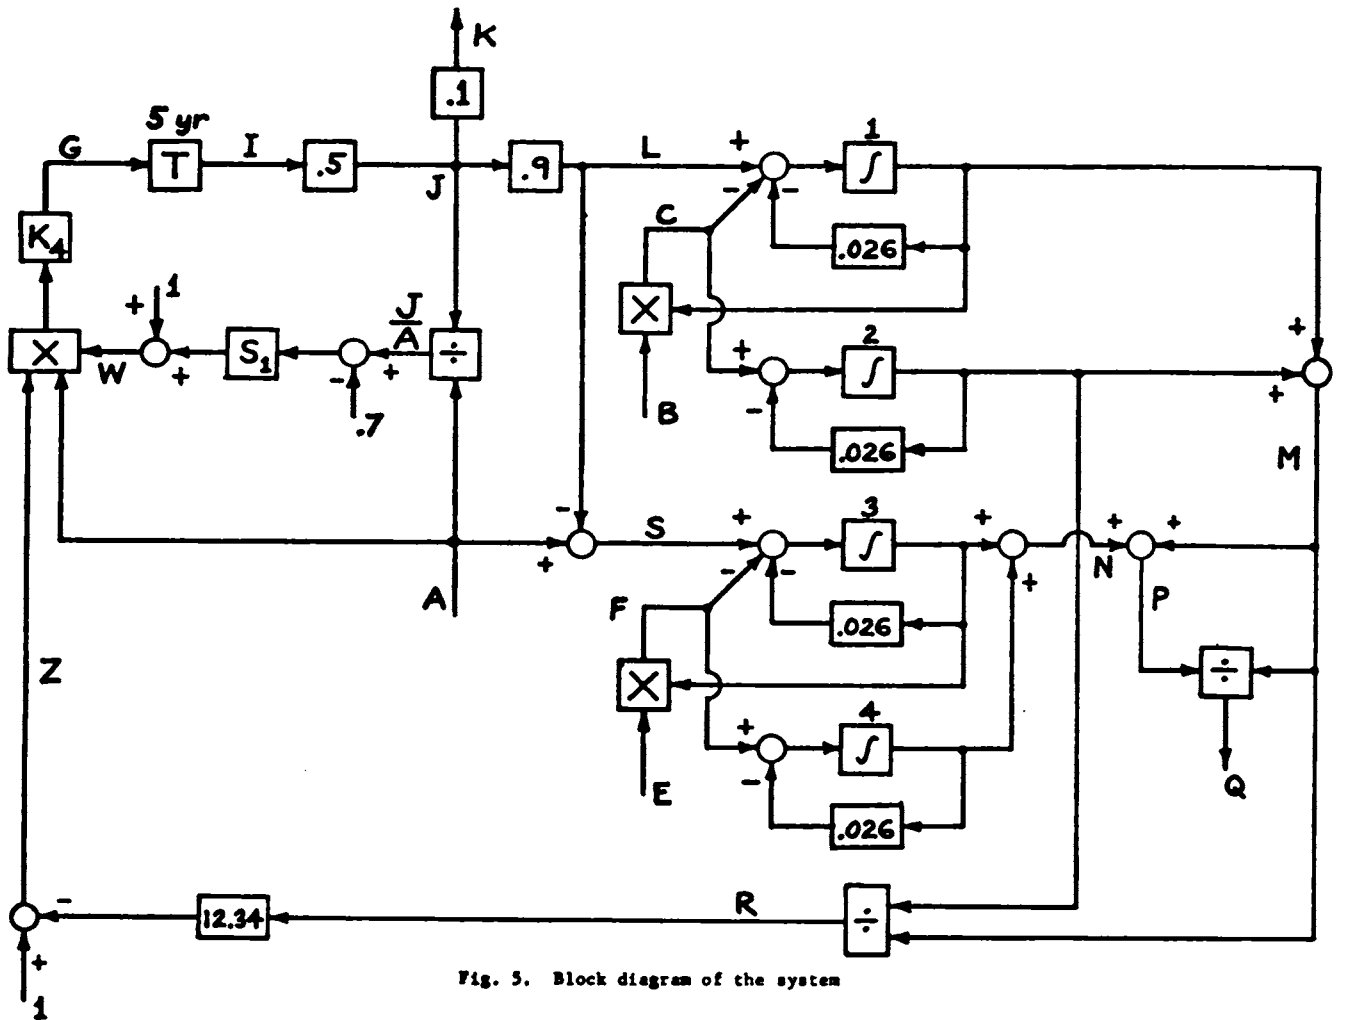 K
.1
5 yr
G
T
I
.5
J
.9
L
+
1
∫
-
-
C
.026
K4
×
B
+
1
J/A
×
W
+
S1
-
+
.7
÷
+
2
∫
-
.026
+
+
M
-
+
S
+
3
∫
-
-
+
+
N
+
+
P
A
F
.026
Z
×
÷
E
+
4
∫
-
.026
Q
-
12.34
R
÷
+
1
Fig. 5. Block diagram of the system